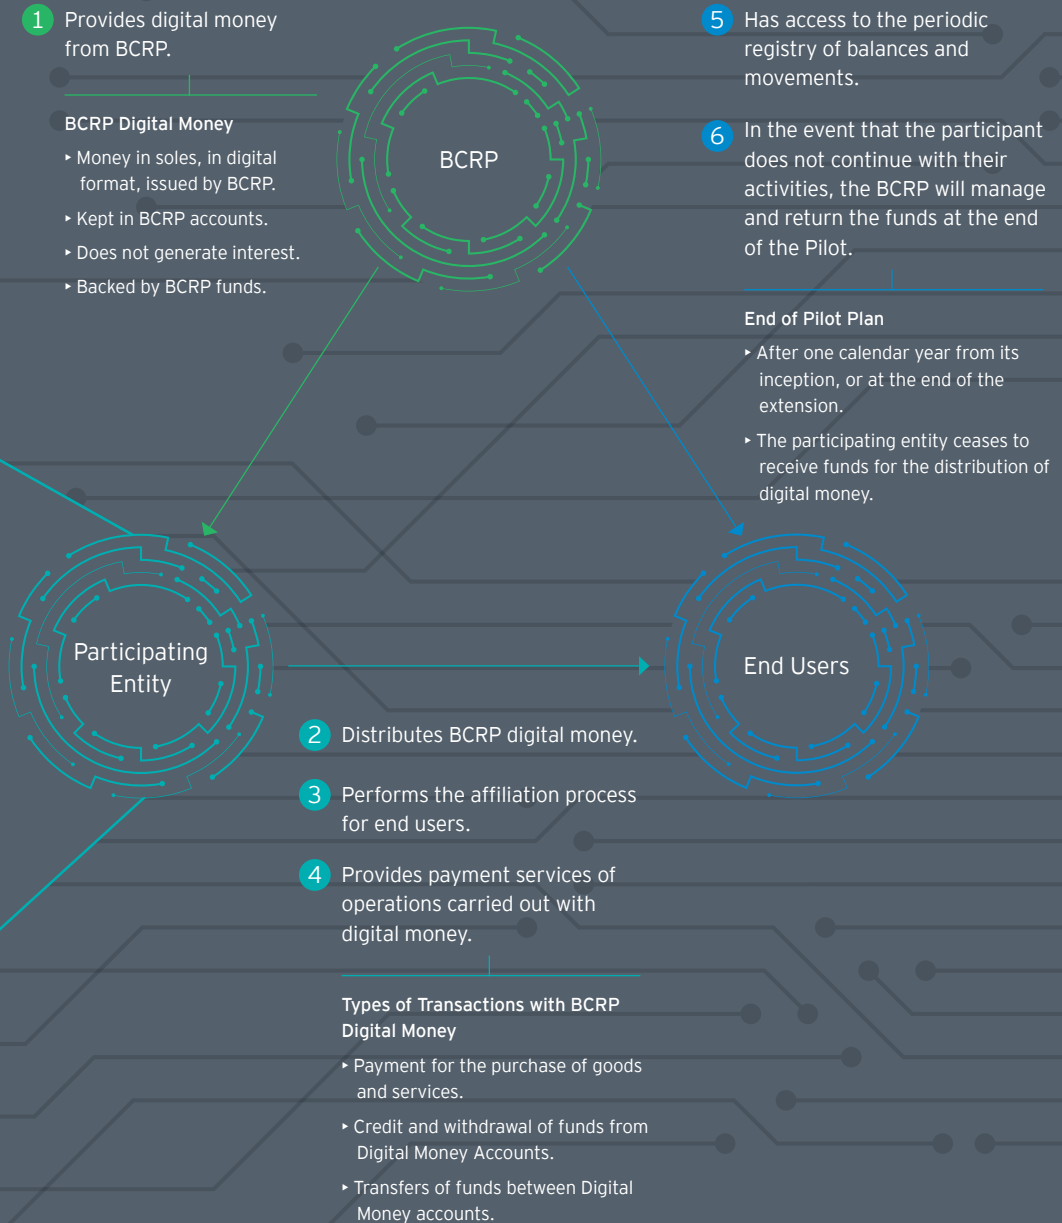 1 Provides digital money
from BCRP.
BCRP Digital Money
‣ Money in soles, in digital
format, issued by BCRP.
‣ Kept in BCRP accounts.
‣ Does not generate interest.
‣ Backed by BCRP funds.
BCRP
5 Has access to the periodic
registry of balances and
movements.
6 In the event that the participant
does not continue with their
activities, the BCRP will manage
and return the funds at the end
of the Pilot.
End of Pilot Plan
‣ After one calendar year from its
inception, or at the end of the
extension.
‣ The participating entity ceases to
receive funds for the distribution of
digital money.
Participating
Entity
End Users
2 Distributes BCRP digital money.
3 Performs the affiliation process
for end users.
4 Provides payment services of
operations carried out with
digital money.
Types of Transactions with BCRP
Digital Money
‣ Payment for the purchase of goods
and services.
‣ Credit and withdrawal of funds from
Digital Money Accounts.
‣ Transfers of funds between Digital
Money accounts.